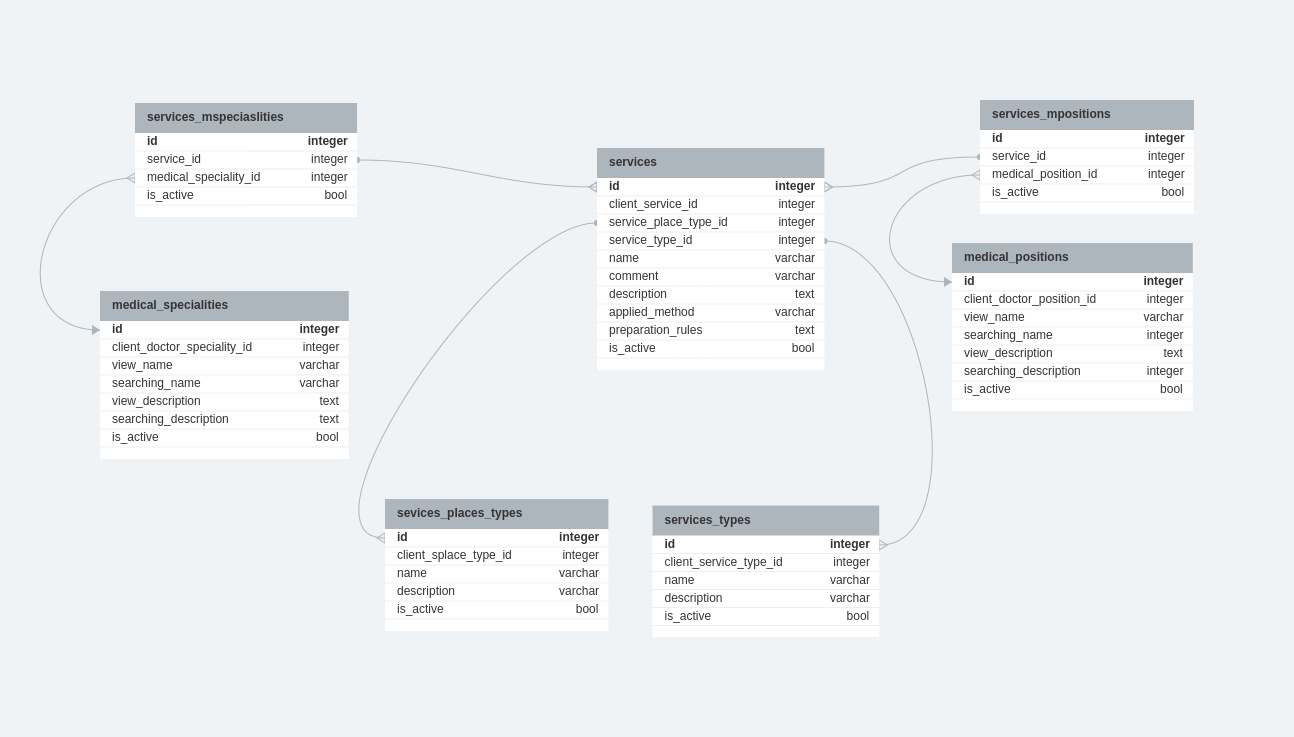 services_mspeciaslities
id integer
service_id integer
medical_speciality_id integer
is_active bool
services
id integer
client_service_id integer
service_place_type_id integer
service_type_id integer
name varchar
comment varchar
description text
applied_method varchar
preparation_rules text
is_active bool
services_mpositions
id integer
service_id integer
medical_position_id integer
is_active bool
medical_specialities
id integer
client_doctor_speciality_id integer
view_name varchar
searching_name varchar
view_description text
searching_description text
is_active bool
medical_positions
id integer
client_doctor_position_id integer
view_name varchar
searching_name integer
view_description text
searching_description integer
is_active bool
sevices_places_types
id integer
client_splace_type_id integer
name varchar
description varchar
is_active bool
services_types
id integer
client_service_type_id integer
name varchar
description varchar
is_active bool